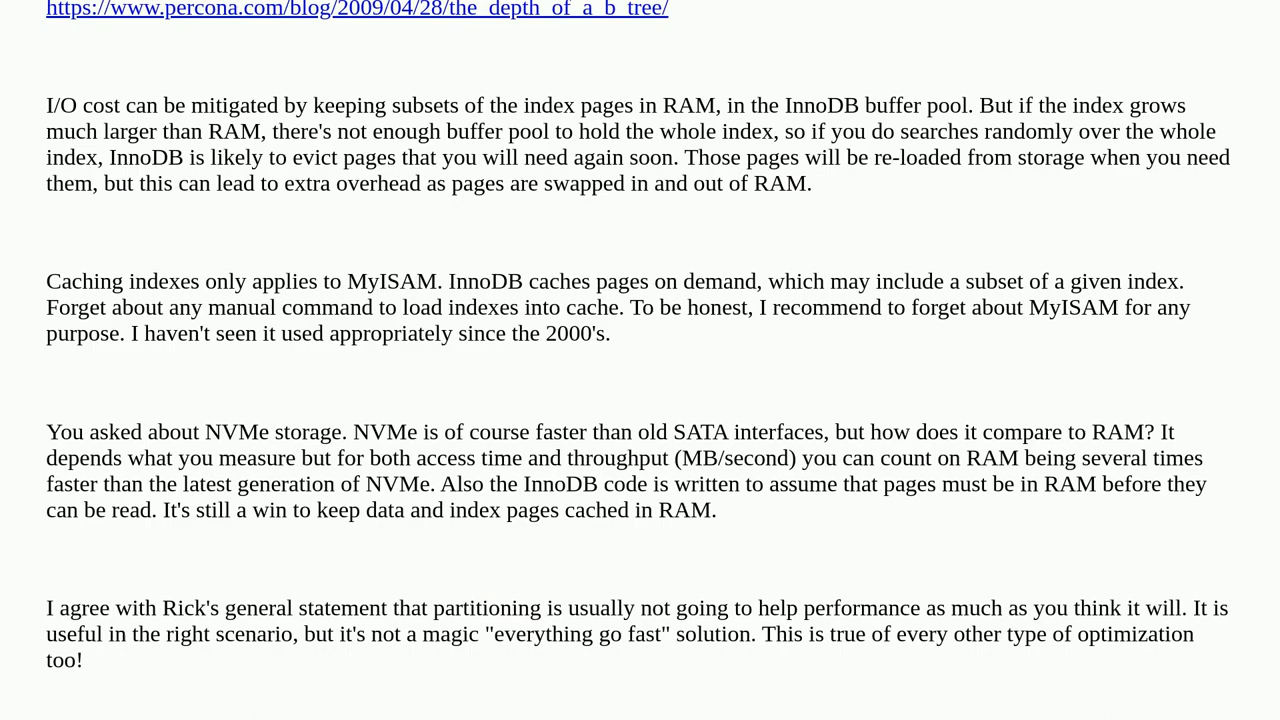 https://www.percona.com/blog/2009/04/28/the_depth_of_a_b_tree/
I/O cost can be mitigated by keeping subsets of the index pages in RAM, in the InnoDB buffer pool. But if the index grows
much larger than RAM, there's not enough buffer pool to hold the whole index, so if you do searches randomly over the whole
index, InnoDB is likely to evict pages that you will need again soon. Those pages will be re-loaded from storage when you need
them, but this can lead to extra overhead as pages are swapped in and out of RAM.
Caching indexes only applies to MyISAM. InnoDB caches pages on demand, which may include a subset of a given index.
Forget about any manual command to load indexes into cache. To be honest, I recommend to forget about MyISAM for any
purpose. I haven't seen it used appropriately since the 2000's.
You asked about NVMe storage. NVMe is of course faster than old SATA interfaces, but how does it compare to RAM? It
depends what you measure but for both access time and throughput (MB/second) you can count on RAM being several times
faster than the latest generation of NVMe. Also the InnoDB code is written to assume that pages must be in RAM before they
can be read. It's still a win to keep data and index pages cached in RAM.
I agree with Rick's general statement that partitioning is usually not going to help performance as much as you think it will. It is
useful in the right scenario, but it's not a magic "everything go fast" solution. This is true of every other type of optimization
too!